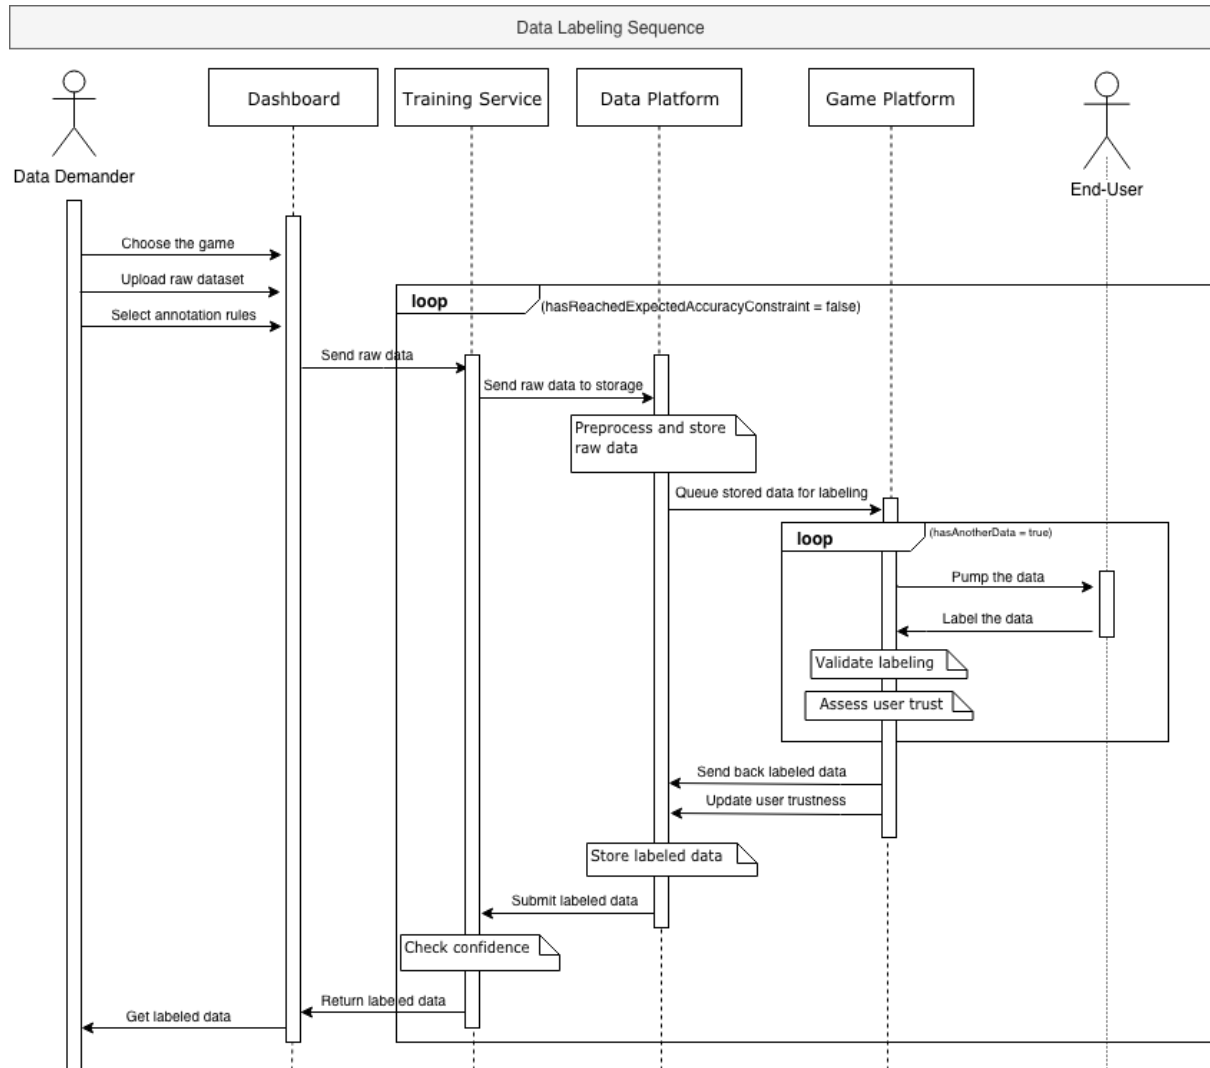 Data Labeling Sequence
Dashboard
Training Service
Data Platform
Game Platform
Data Demander
End-User
Choose the game
Upload raw dataset
Select annotation rules
loop
(hasReachedExpectedAccuracyConstraint = false)
Send raw data
Send raw data to storage
Preprocess and store
raw data
Queue stored data for labeling
loop
(hasAnotherData = true)
Pump the data
Label the data
Validate labeling
Assess user trust
Send back labeled data
Update user trustness
Store labeled data
Submit labeled data
Check confidence
Return labeled data
Get labeled data